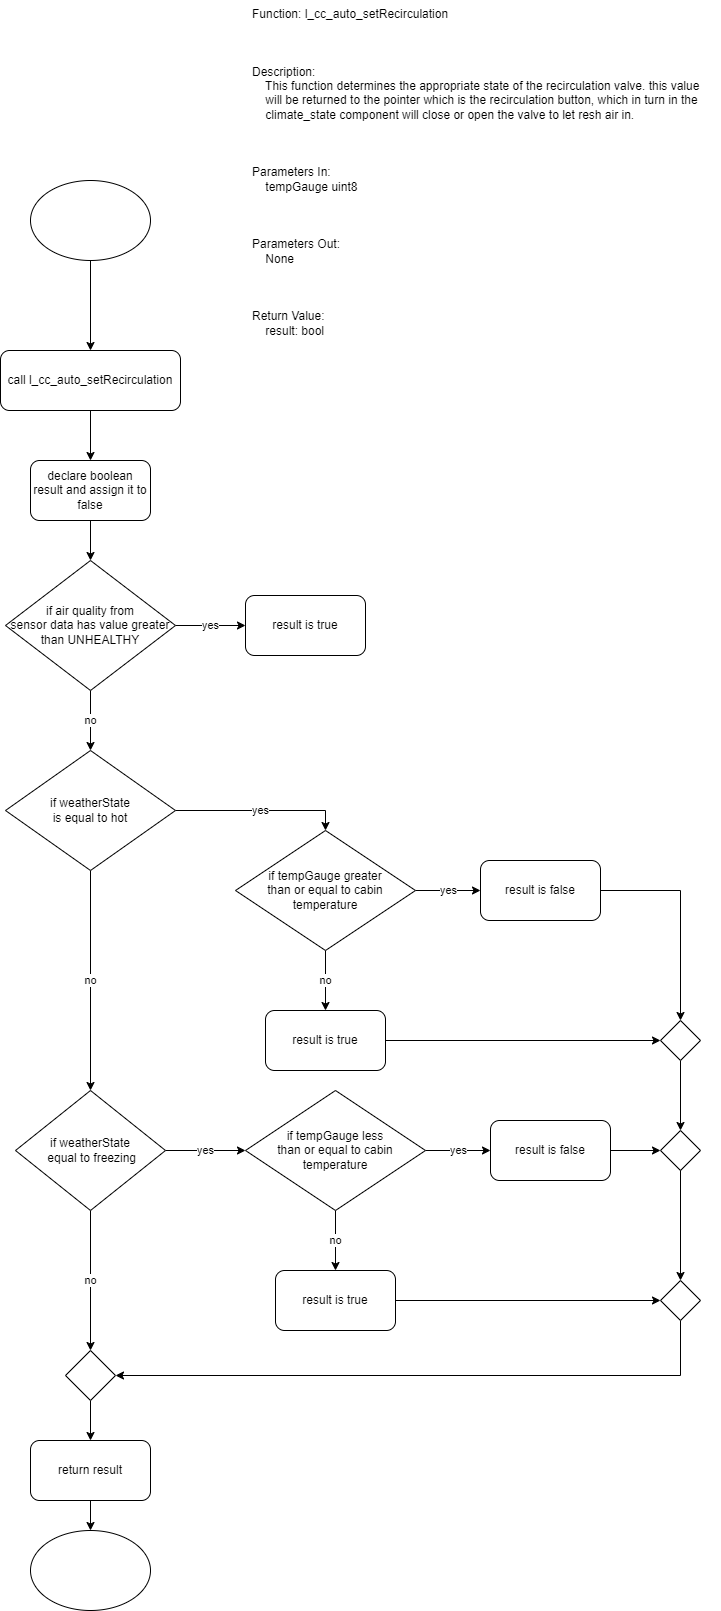 Function: l_cc_auto_setRecirculation
Description:
This function determines the appropriate state of the recirculation valve. this value
will be returned to the pointer which is the recirculation button, which in turn in the
climate_state component will close or open the valve to let resh air in.
Parameters In:
tempGauge uint8
Parameters Out:
None
Return Value:
result: bool
call l_cc_auto_setRecirculation
declare boolean
result and assign it to
false
if air quality from
sensor data has value greater
than UNHEALTHY
yes
result is true
no
if weatherState
is equal to hot
yes
if tempGauge greater
than or equal to cabin
temperature
yes
result is false
no
no
result is true
if weatherState
equal to freezing
yes
if tempGauge less
than or equal to cabin
temperature
yes
result is false
no
no
result is true
return result